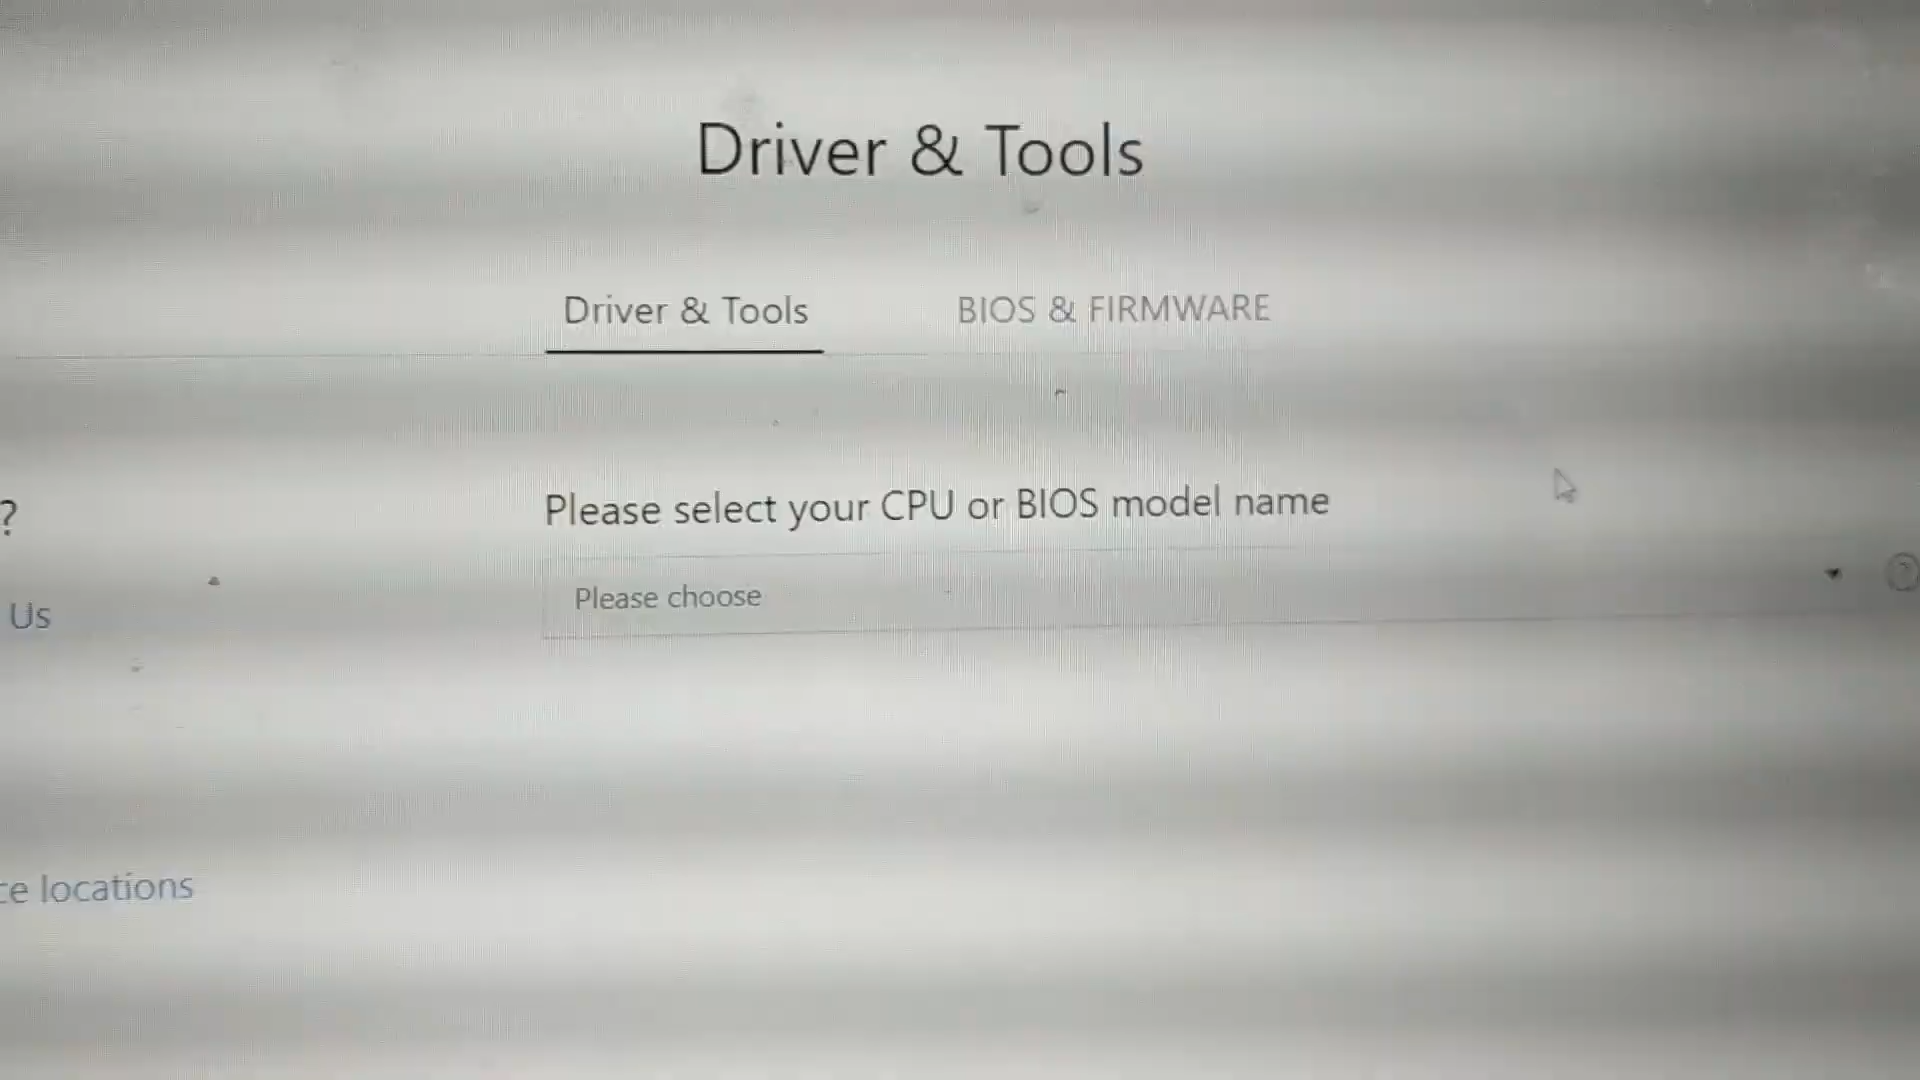 Driver & Tools
Driver & Tools
BIOS & FIRMWARE
?
Please select your CPU or BIOS model name
Please choose
?
Us
locations